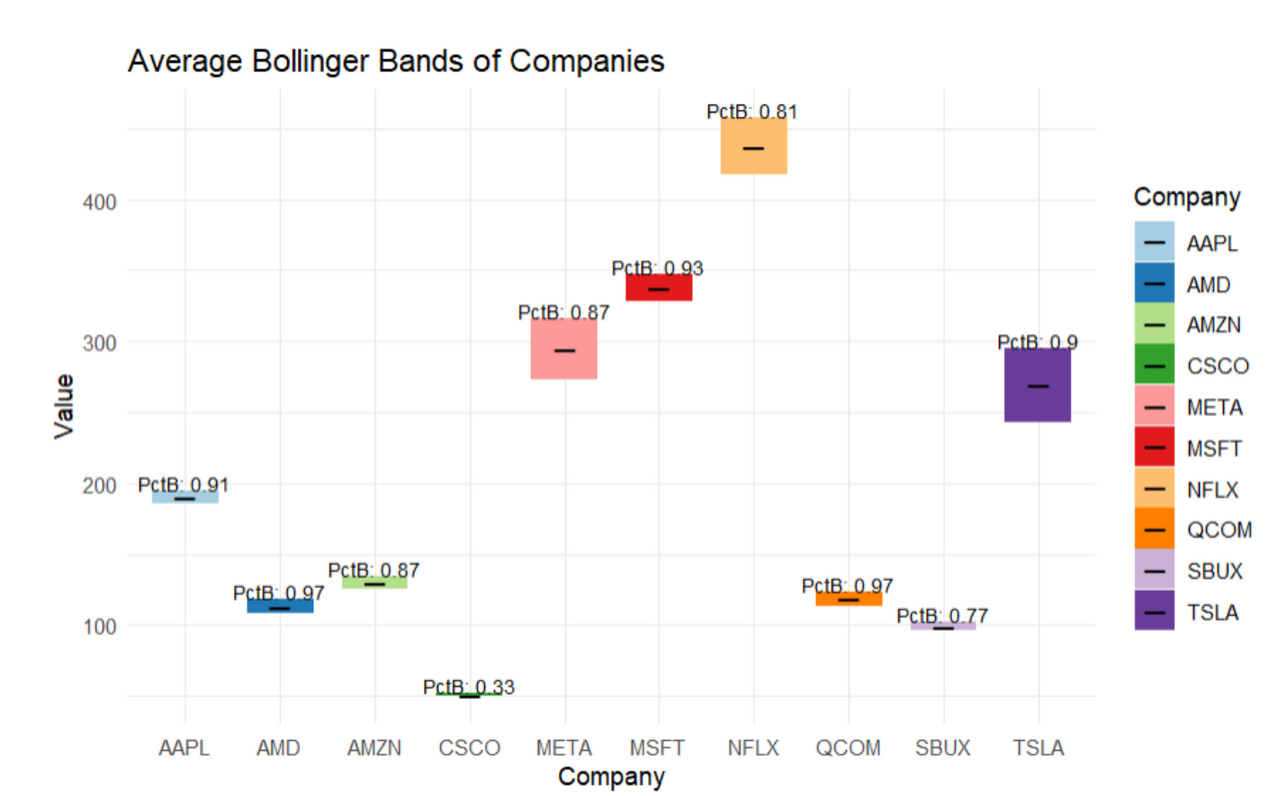 Average Bollinger Bands of Companies
PctB: 0.81
400
PctB: 0.93
PctB: 0.87
300
PctB: 0.9
Value
200
PctB: 0.91
PctB: 0.87
PctB: 0.97
PctB: 0.97
PctB: 0.77
100
PctB: 0.33
AAPL AMD AMZN CSCO META MSFT NFLX QCOM SBUX TSLA
Company
Company
AAPL
AMD
AMZN
CSCO
META
MSFT
NFLX
QCOM
SBUX
TSLA